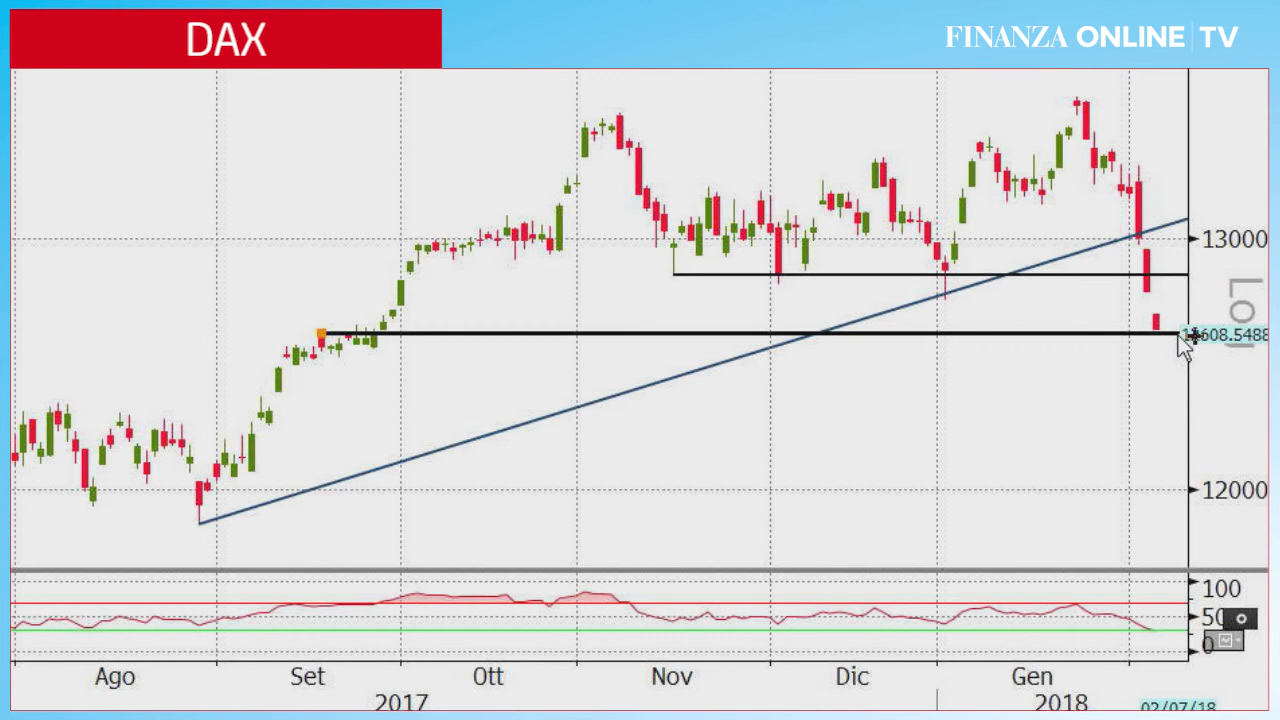 DAX
FINANZA ONLINE TV
13000
12000
100
50
0
Ago Set Ott Nov Dic Gen
2017 2018 02/07/18